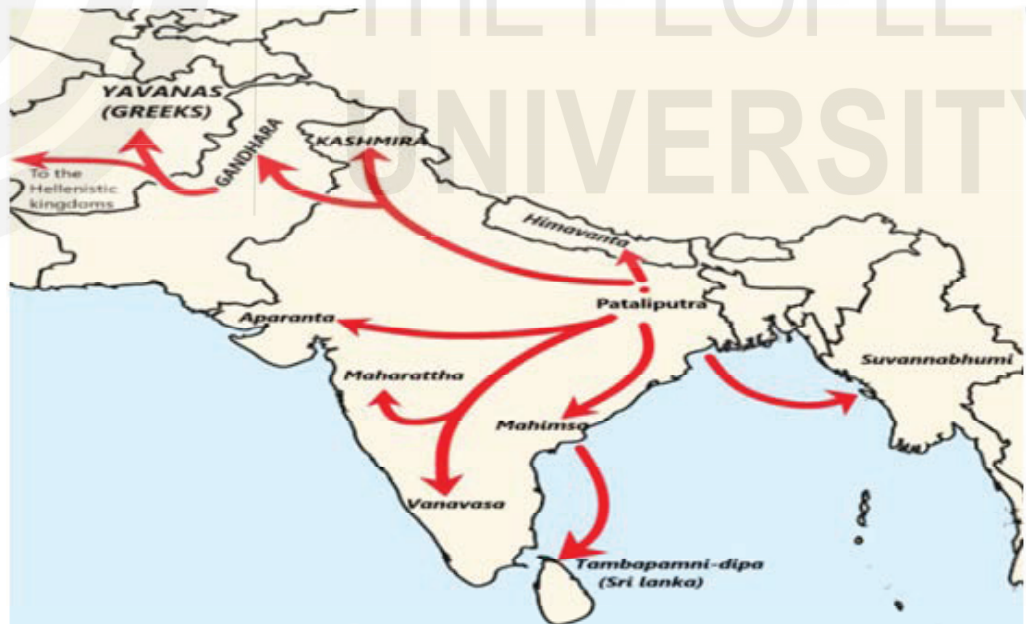 THE PEOPLE
UNIVERSITY
YAVANAS
(GREEKS)
GANDHARA
KASHMIRA
To the
Hellenistic
kingdoms
Himavanta
Pataliputra
Aparanta
Suvannabhumi
Maharattha
Mahimsa
Vanavasa
Tambapamni-dipa
(Sri lanka)